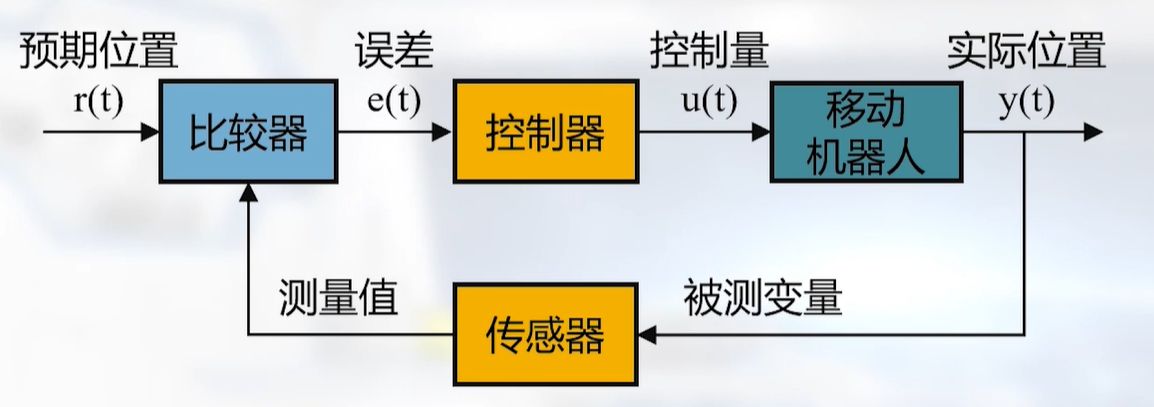 预期位置
r(t)
比较器
误差
e(t)
控制器
控制量
u(t)
移动
机器人
实际位置
y(t)
测量值
传感器
被测变量